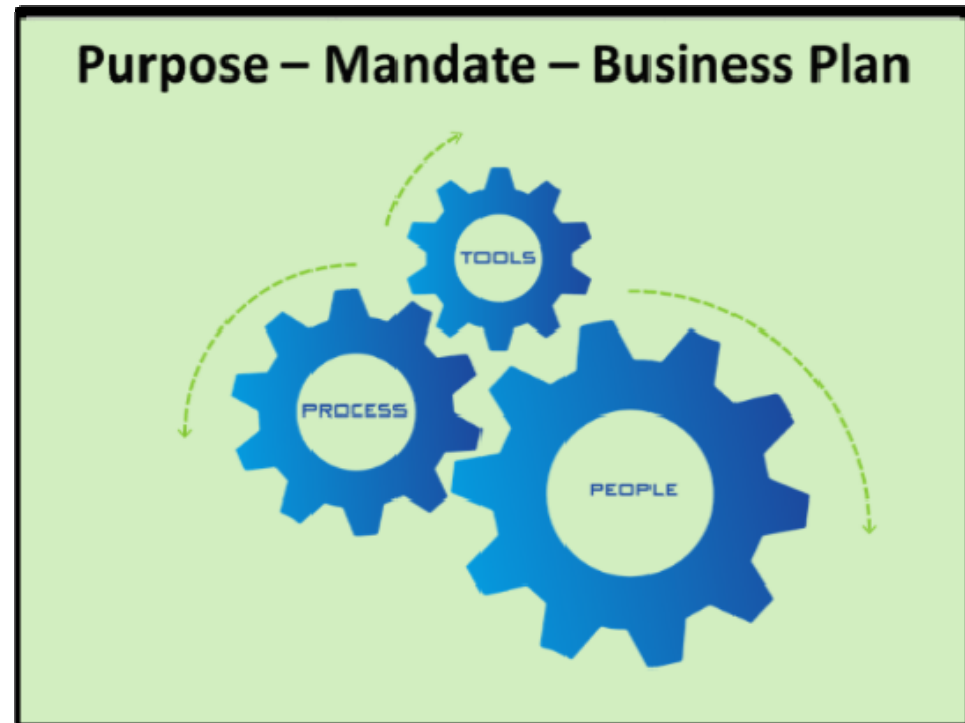 Purpose – Mandate – Business Plan
TOOLS
PROCESS
PEOPLE